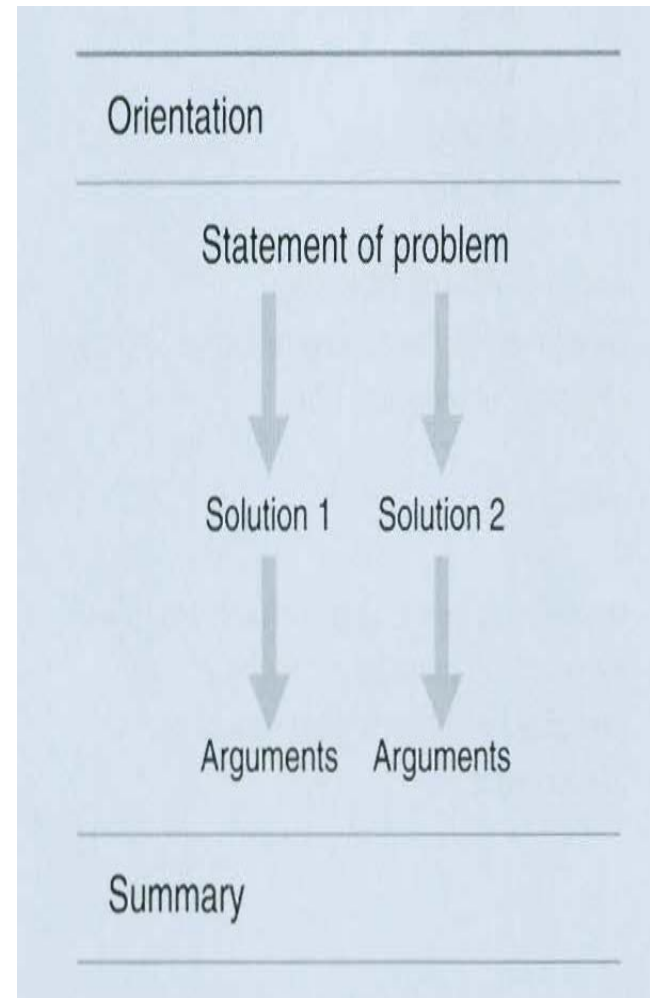 Orientation
Statement of problem
Solution 1 Solution 2
Arguments Arguments
Summary